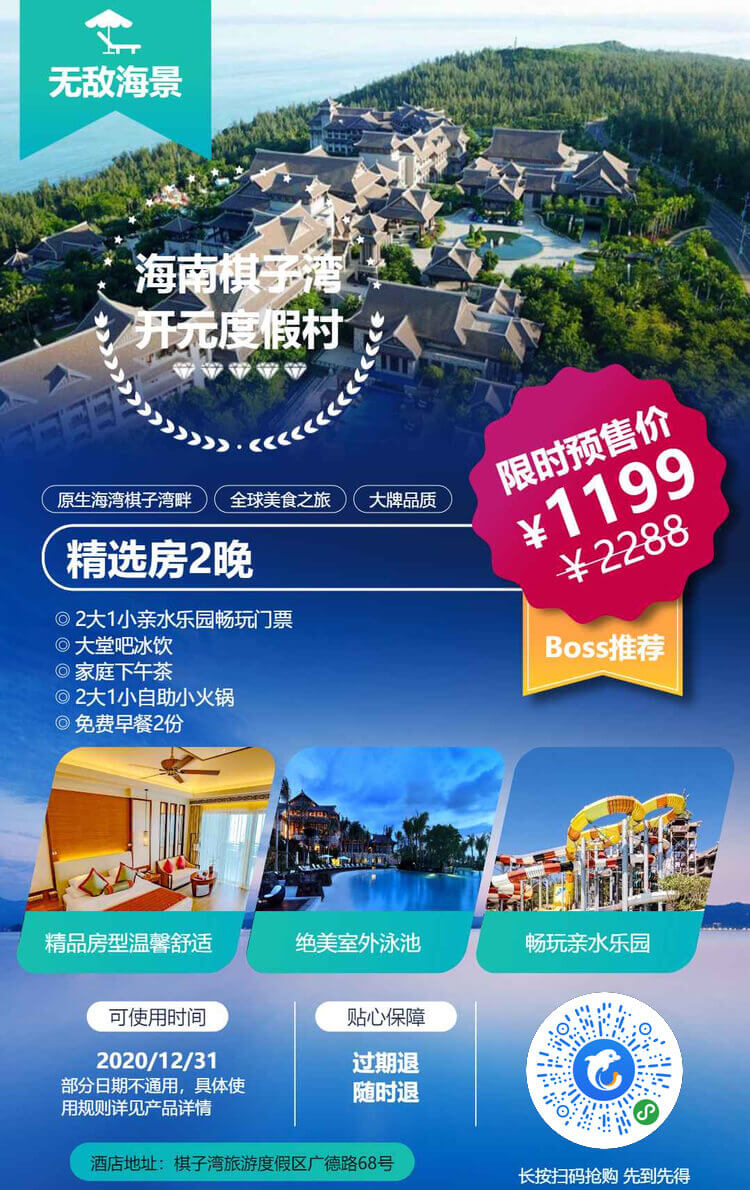 无敌海景
海南棋子湾
开元度假村
限时预售价
¥1199
¥2288
原生海湾棋子湾畔
全球美食之旅
大牌品质
精选房2晚
Boss推荐
◎ 2大1小亲水乐园畅玩门票
◎ 大堂吧冰饮
◎ 家庭下午茶
◎ 2大1小自助小火锅
◎ 免费早餐2份
精品房型温馨舒适
绝美室外泳池
畅玩亲水乐园
可使用时间
2020/12/31
部分日期不通用，具体使
用规则详见产品详情
贴心保障
过期退
随时退
酒店地址：棋子湾旅游度假区广德路68号
长按扫码抢购 先到先得